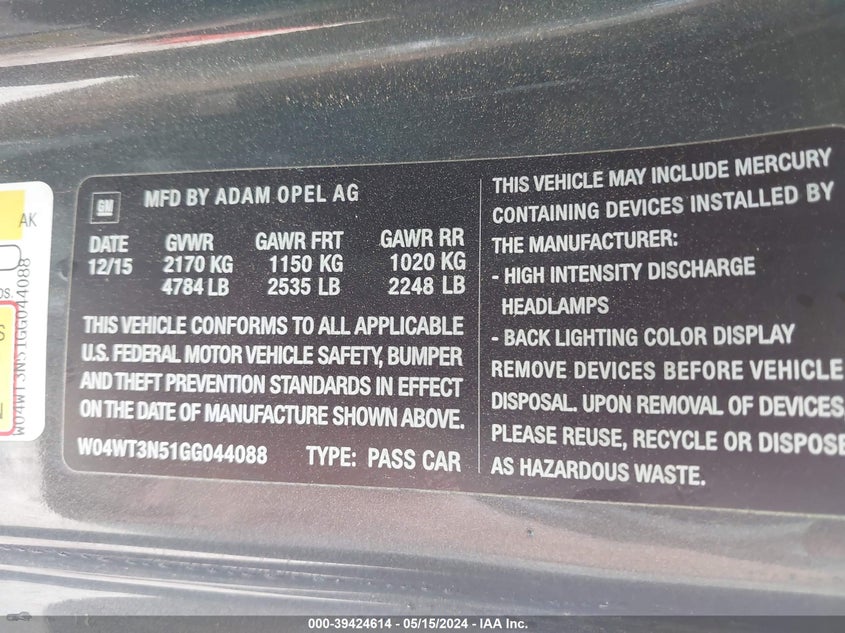 GM
MFD BY ADAM OPEL AG
DATE GVWR GAWR FRT GAWR RR
12/15 2170 KG 1150 KG 1020 KG
4784 LB 2535 LB 2248 LB
THIS VEHICLE CONFORMS TO ALL APPLICABLE
U.S. FEDERAL MOTOR VEHICLE SAFETY, BUMPER
AND THEFT PREVENTION STANDARDS IN EFFECT
ON THE DATE OF MANUFACTURE SHOWN ABOVE.
W04WT3N51GG044088 TYPE: PASS CAR
THIS VEHICLE MAY INCLUDE MERCURY
CONTAINING DEVICES INSTALLED BY
THE MANUFACTURER:
- HIGH INTENSITY DISCHARGE
HEADLAMPS
- BACK LIGHTING COLOR DISPLAY
REMOVE DEVICES BEFORE VEHICLE
DISPOSAL. UPON REMOVAL OF DEVICES
PLEASE REUSE, RECYCLE OR DISPOSE
AS HAZARDOUS WASTE.
AK
W04WT3N51GG044088
000-39424614 - 05/15/2024 - IAA Inc.